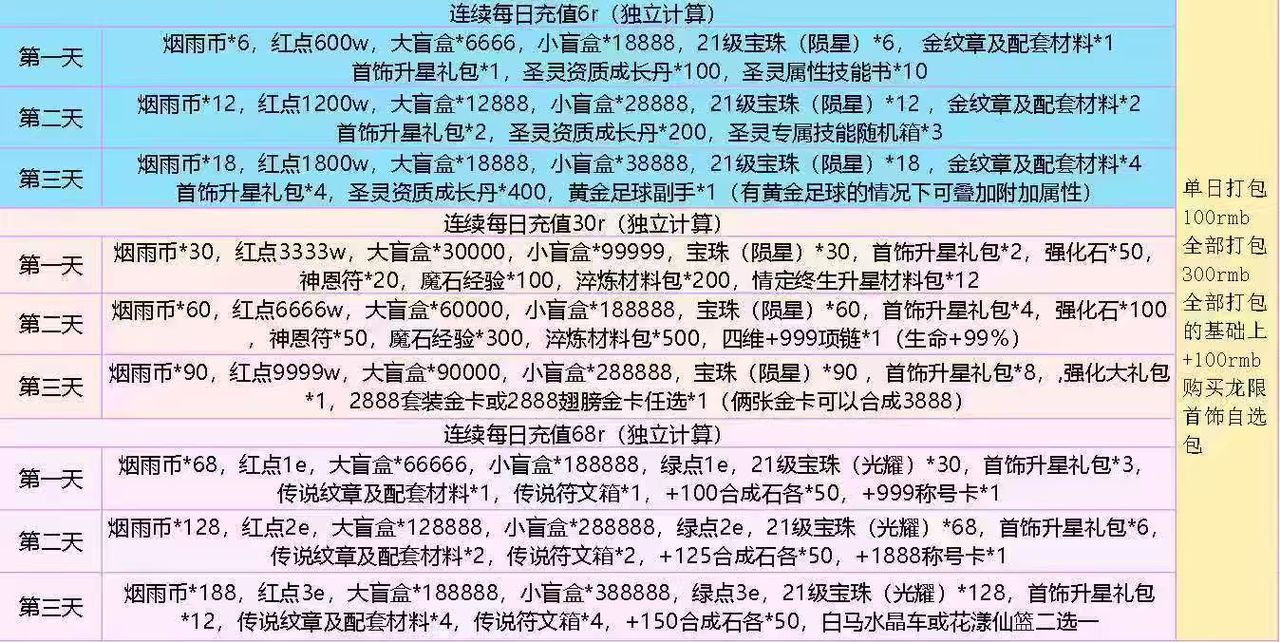 连续每日充值6r（独立计算）
第一天
烟雨币*6，红点600w，大盲盒*6666，小盲盒*18888，21级宝珠（陨星）*6， 金纹章及配套材料*1
首饰升星礼包*1，圣灵资质成长丹*100，圣灵属性技能书*10
第二天
烟雨币*12，红点1200w，大盲盒*12888，小盲盒*28888，21级宝珠（陨星）*12 ，金纹章及配套材料*2
首饰升星礼包*2，圣灵资质成长丹*200，圣灵专属技能随机箱*3
第三天
烟雨币*18，红点1800w，大盲盒*18888，小盲盒*38888，21级宝珠（陨星）*18 ，金纹章及配套材料*4
首饰升星礼包*4，圣灵资质成长丹*400，黄金足球副手*1（有黄金足球的情况下可叠加附加属性）
连续每日充值30r（独立计算）
第一天
烟雨币*30，红点3333w，大盲盒*30000，小盲盒*99999，宝珠（陨星）*30，首饰升星礼包*2，强化石*50，
神恩符*20，魔石经验*100，淬炼材料包*200，情定终生升星材料包*12
第二天
烟雨币*60，红点6666w，大盲盒*60000，小盲盒*188888，宝珠（陨星）*60，首饰升星礼包*4，强化石*100
，神恩符*50，魔石经验*300，淬炼材料包*500，四维+999项链*1（生命+99%）
第三天
烟雨币*90，红点9999w，大盲盒*90000，小盲盒*288888，宝珠（陨星）*90 ，首饰升星礼包*8，,强化大礼包
*1，2888套装金卡或2888翅膀金卡任选*1（俩张金卡可以合成3888）
连续每日充值68r（独立计算）
第一天
烟雨币*68，红点1e，大盲盒*66666，小盲盒*188888，绿点1e，21级宝珠（光耀）*30，首饰升星礼包*3，
传说纹章及配套材料*1，传说符文箱*1，+100合成石各*50，+999称号卡*1
第二天
烟雨币*128，红点2e，大盲盒*128888，小盲盒*288888，绿点2e，21级宝珠（光耀）*68，首饰升星礼包*6，
传说纹章及配套材料*2，传说符文箱*2，+125合成石各*50，+1888称号卡*1
第三天
烟雨币*188，红点3e，大盲盒*188888，小盲盒*388888，绿点3e，21级宝珠（光耀）*128，首饰升星礼包
*12，传说纹章及配套材料*4，传说符文箱*4，+150合成石各*50，白马水晶车或花漾仙篮二选一
单日打包
100rmb
全部打包
300rmb
全部打包
的基础上
+100rmb
购买龙限
首饰自选
包